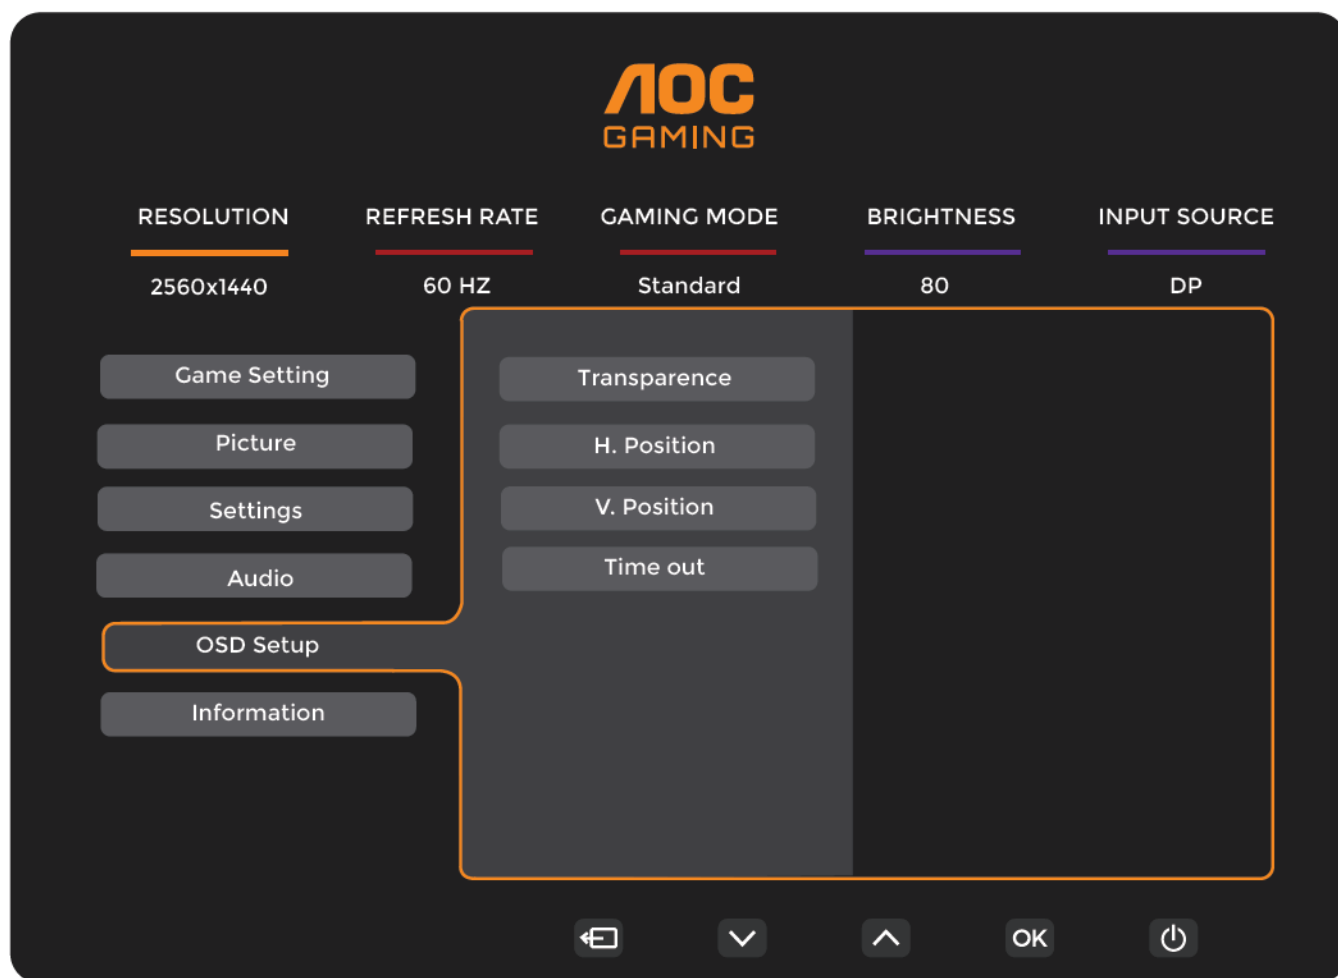 AOC
GAMING
RESOLUTION REFRESH RATE GAMING MODE BRIGHTNESS INPUT SOURCE
2560x1440 60 HZ Standard 80 DP
Game Setting Transparence
Picture H. Position
Settings V. Position
Audio Time out
OSD Setup
Information
OK